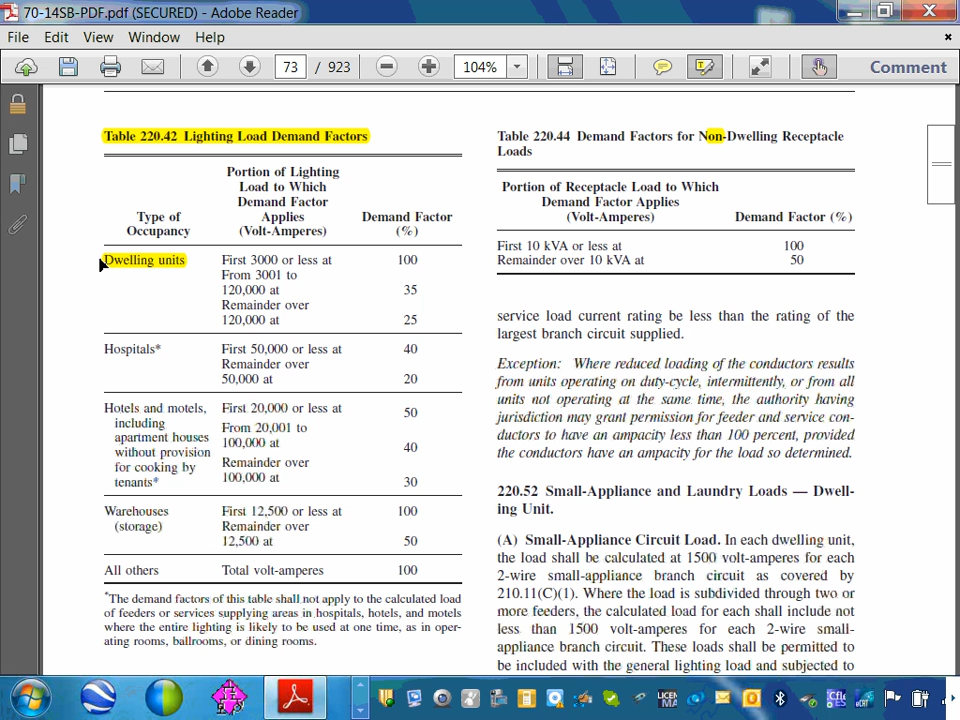 70-14SB-PDF.pdf (SECURED) - Adobe Reader
File Edit View Window Help
73 / 923 104% Comment
Table 220.42 Lighting Load Demand Factors
Type of Occupancy
Portion of Lighting
Load to Which
Demand Factor
Applies
(Volt-Amperes)
Demand Factor
(%)
Dwelling units First 3000 or less at 100
From 3001 to
120,000 at 35
Remainder over
120,000 at 25
Hospitals* First 50,000 or less at 40
Remainder over
50,000 at 20
Hotels and motels,
including
apartment houses
without provision
for cooking by
tenants*
First 20,000 or less at 50
From 20,001 to
100,000 at 40
Remainder over
100,000 at 30
Warehouses
(storage)
First 12,500 or less at 100
Remainder over
12,500 at 50
All others Total volt-amperes 100
*The demand factors of this table shall not apply to the calculated load
of feeders or services supplying areas in hospitals, hotels, and motels
where the entire lighting is likely to be used at one time, as in oper-
ating rooms, ballrooms, or dining rooms.
Table 220.44 Demand Factors for Non-Dwelling Receptacle
Loads
Portion of Receptacle Load to Which
Demand Factor Applies
(Volt-Amperes) Demand Factor (%)
First 10 kVA or less at 100
Remainder over 10 kVA at 50
service load current rating be less than the rating of the
largest branch circuit supplied.
Exception: Where reduced loading of the conductors results
from units operating on duty-cycle, intermittently, or from all
units not operating at the same time, the authority having
jurisdiction may grant permission for feeder and service con-
ductors to have an ampacity less than 100 percent, provided
the conductors have an ampacity for the load so determined.
220.52 Small-Appliance and Laundry Loads — Dwell-
ing Unit.
(A) Small-Appliance Circuit Load. In each dwelling unit,
the load shall be calculated at 1500 volt-amperes for each
2-wire small-appliance branch circuit as covered by
210.11(C)(1). Where the load is subdivided through two or
more feeders, the calculated load for each shall include not
less than 1500 volt-amperes for each 2-wire small-
appliance branch circuit. These loads shall be permitted to
be included with the general lighting load and subjected to